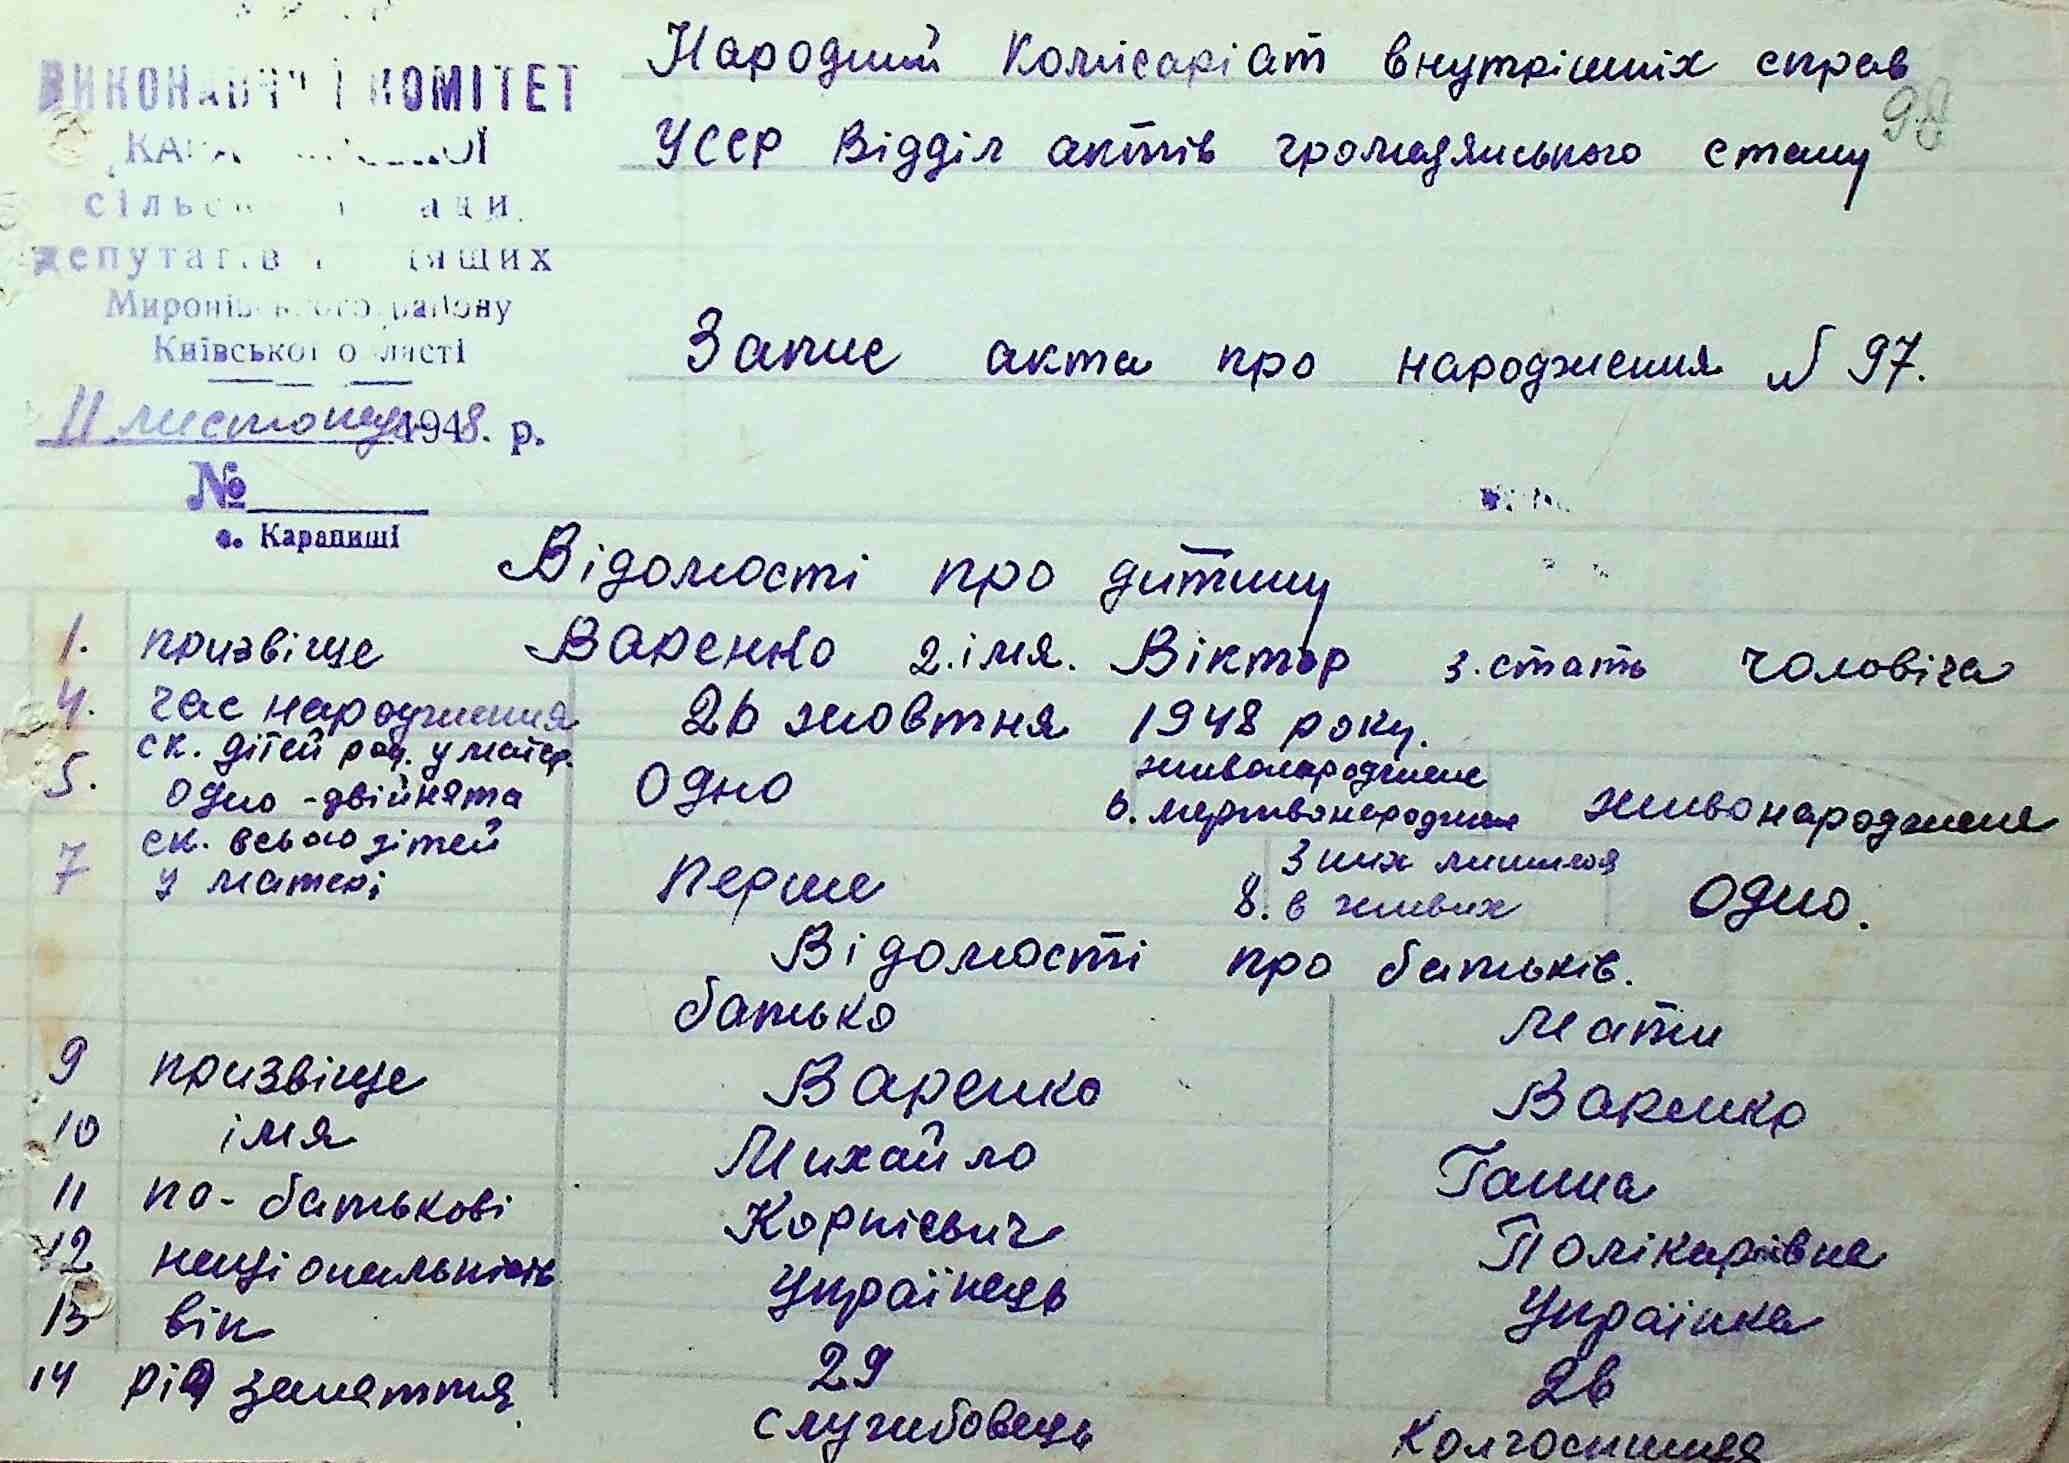 98
Народний Комісаріат внутрішніх справ
УССР Відділ актів громадянського стану
ВИКОНАВЧИЙ КОМІТЕТ
сільської ради
депутатів трудящих
Миронівського району
Київської області
11 листопада 1948. р.
№
с. Карапиші
Запис акта про народження N 97.
Відомості про дитину
1. призвіще Варенко 2. імя. Віктор 3. стать чоловіча
4. час народження 26 жовтня 1948 року.
5. ск. дітей род. у матер. одно - двійнята одно 6. живонароджене мертвонароджене живонароджене
7 ск. всього дітей у матері перше 8. З них лишилося в живих одно.
Відомості про батьків.
батько мати
9 призвіще Варенко Варенко
10 імя Михайло Ганна
11 по-батькові Корнієвич Полікарпівна
12 національність Українець Українка
13 вік 29 26
14 рід заняття службовець Колгоспниця